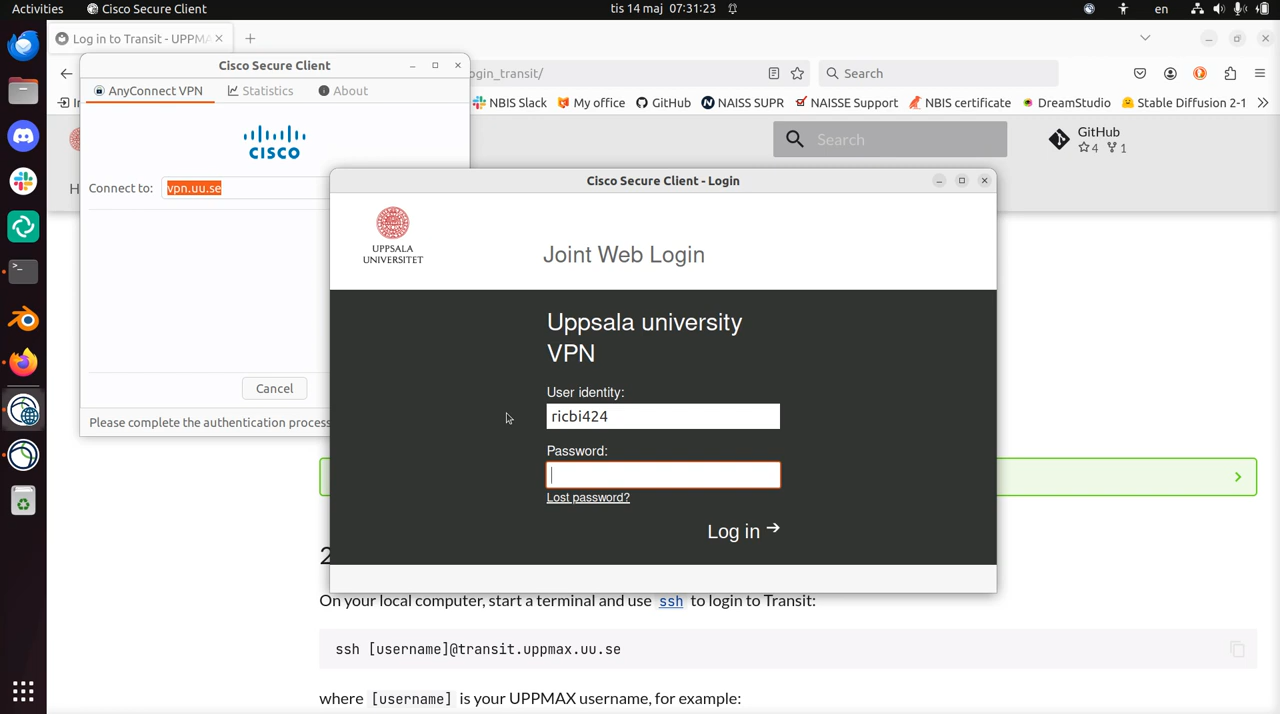 Activities
Cisco Secure Client
tis 14 maj 07:31:23
en
Log in to Transit - UPPMA
ogin_transit/
Search
NBIS Slack
My office
GitHub
NAISS SUPR
NAISSE Support
NBIS certificate
DreamStudio
Stable Diffusion 2-1
Search
GitHub
4 1
Cisco Secure Client
AnyConnect VPN
Statistics
About
CISCO
Connect to: vpn.uu.se
Cancel
Please complete the authentication process
Cisco Secure Client - Login
UPPSALA
UNIVERSITET
Joint Web Login
Uppsala university
VPN
User identity:
ricbi424
Password:
Lost password?
Log in
On your local computer, start a terminal and use ssh to login to Transit:
ssh [username]@transit.uppmax.uu.se
where [username] is your UPPMAX username, for example: